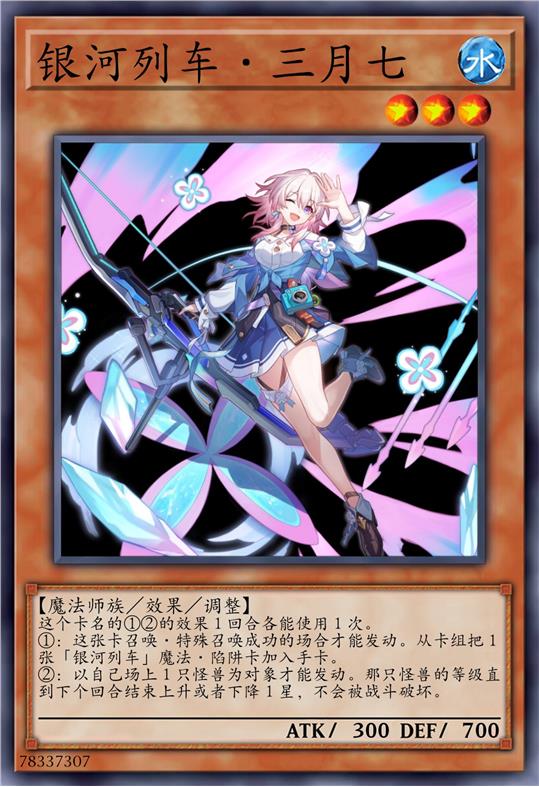 银河列车·三月七
水
【魔法师族／效果／调整】
这个卡名的①②的效果1回合各能使用1次。
①：这张卡召唤·特殊召唤成功的场合才能发动。从卡组把1
张「银河列车」魔法·陷阱卡加入手卡。
②：以自己场上1只怪兽为对象才能发动。那只怪兽的等级直
到下个回合结束上升或者下降1星，不会被战斗破坏。
ATK/ 300 DEF/ 700
78337307